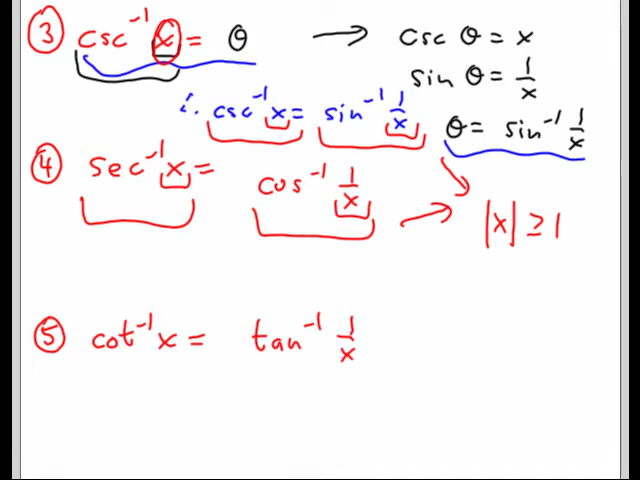 ③ csc⁻¹ x = θ → csc θ = x
sin θ = 1/x
∴ csc⁻¹ x = sin⁻¹ 1/x
θ = sin⁻¹ 1/x
④ sec⁻¹ x = cos⁻¹ 1/x → |x| ≥ 1
⑤ cot⁻¹ x = tan⁻¹ 1/x